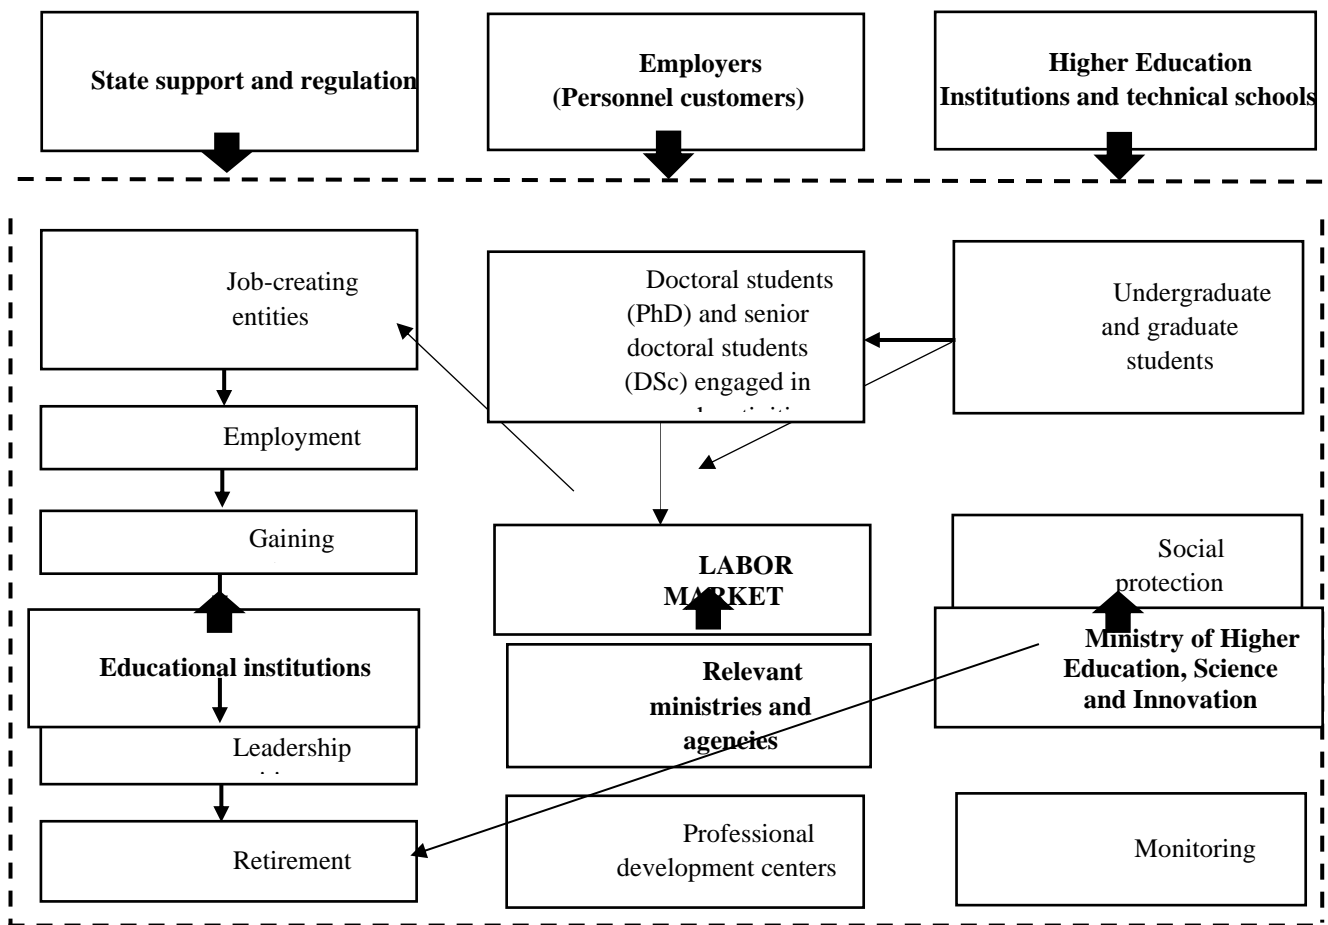 State support and regulation
Employers
(Personnel customers)
Higher Education
Institutions and technical schools
Job-creating
entities
Doctoral students
(PhD) and senior
doctoral students
(DSc) engaged in
Undergraduate
and graduate
students
Employment
Gaining
LABOR
MARKET
Social
protection
Educational institutions
Relevant
ministries and
agencies
Ministry of Higher
Education, Science
and Innovation
Leadership
Retirement
Professional
development centers
Monitoring